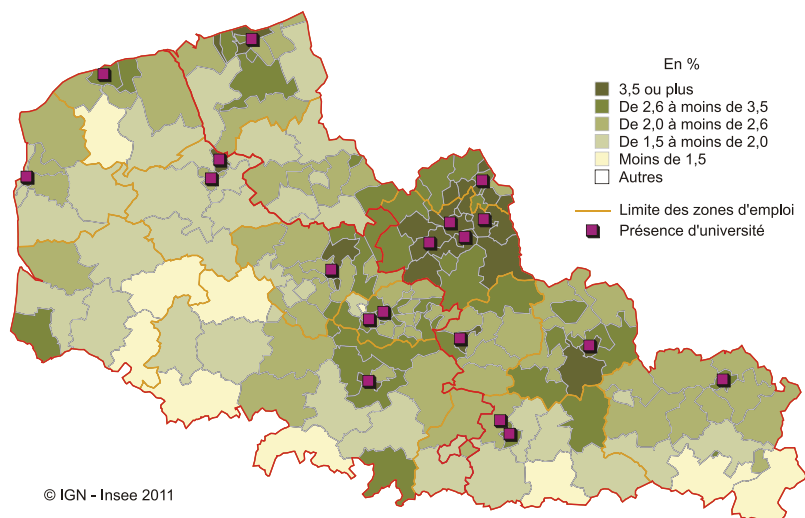 En %
3,5 ou plus
De 2,6 à moins de 3,5
De 2,0 à moins de 2,6
De 1,5 à moins de 2,0
Moins de 1,5
Autres
Limite des zones d'emploi
Présence d'université
© IGN - Insee 2011